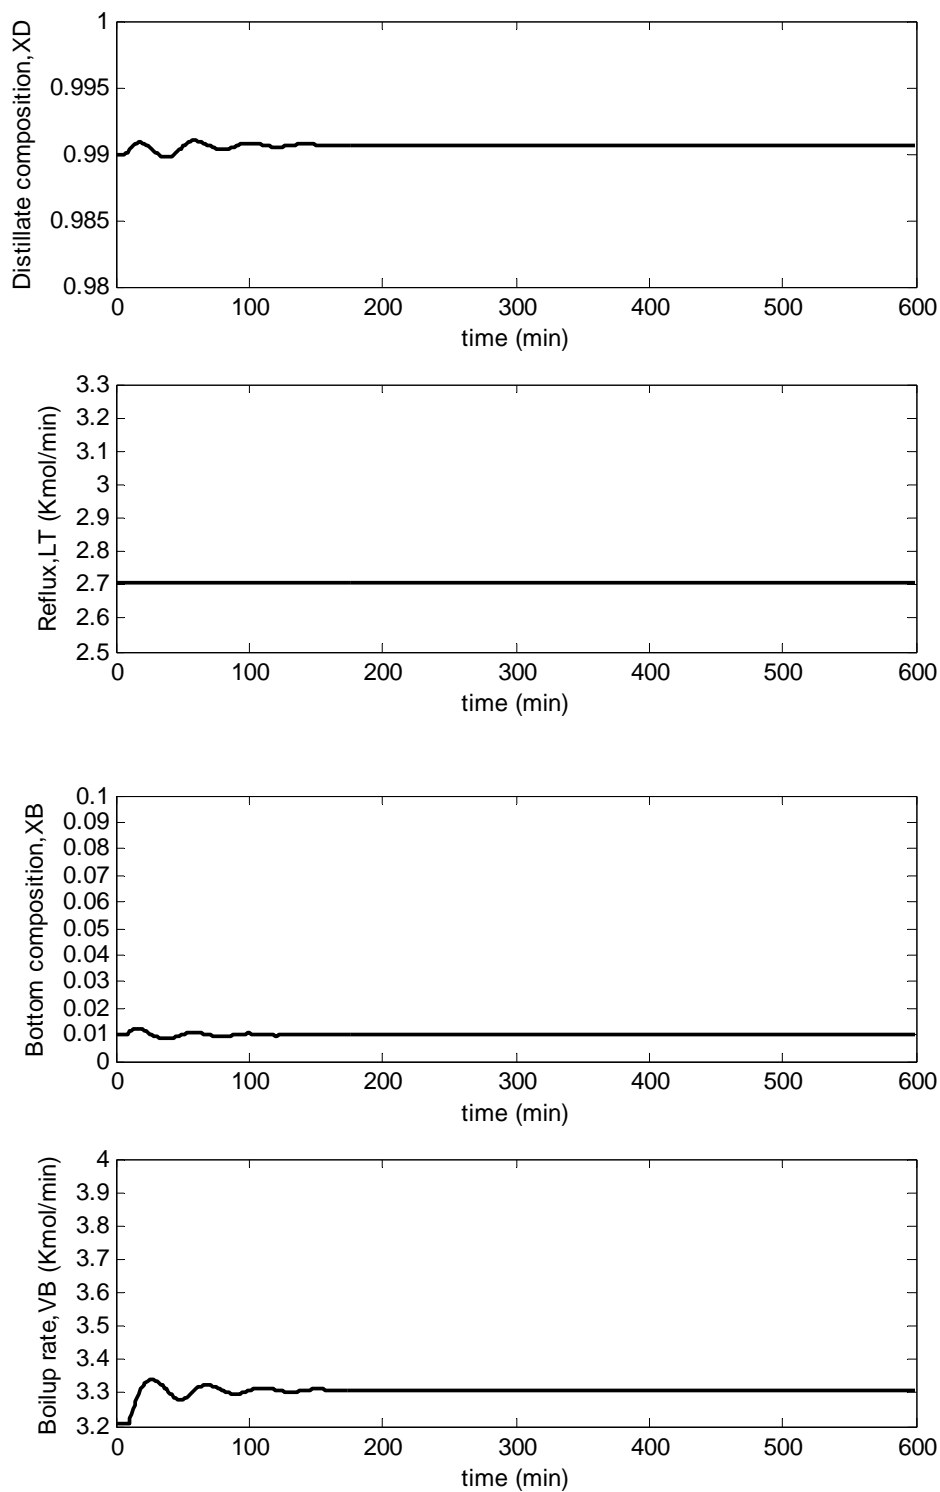 Distillate composition,XD
1
0.995
0.99
0.985
0.98
0 100 200 300 400 500 600
time (min)
Reflux,LT (Kmol/min)
3.3
3.2
3.1
3
2.9
2.8
2.7
2.6
2.5
0 100 200 300 400 500 600
time (min)
Bottom composition,XB
0.1
0.09
0.08
0.07
0.06
0.05
0.04
0.03
0.02
0.01
0
0 100 200 300 400 500 600
time (min)
Boilup rate,VB (Kmol/min)
4
3.9
3.8
3.7
3.6
3.5
3.4
3.3
3.2
0 100 200 300 400 500 600
time (min)